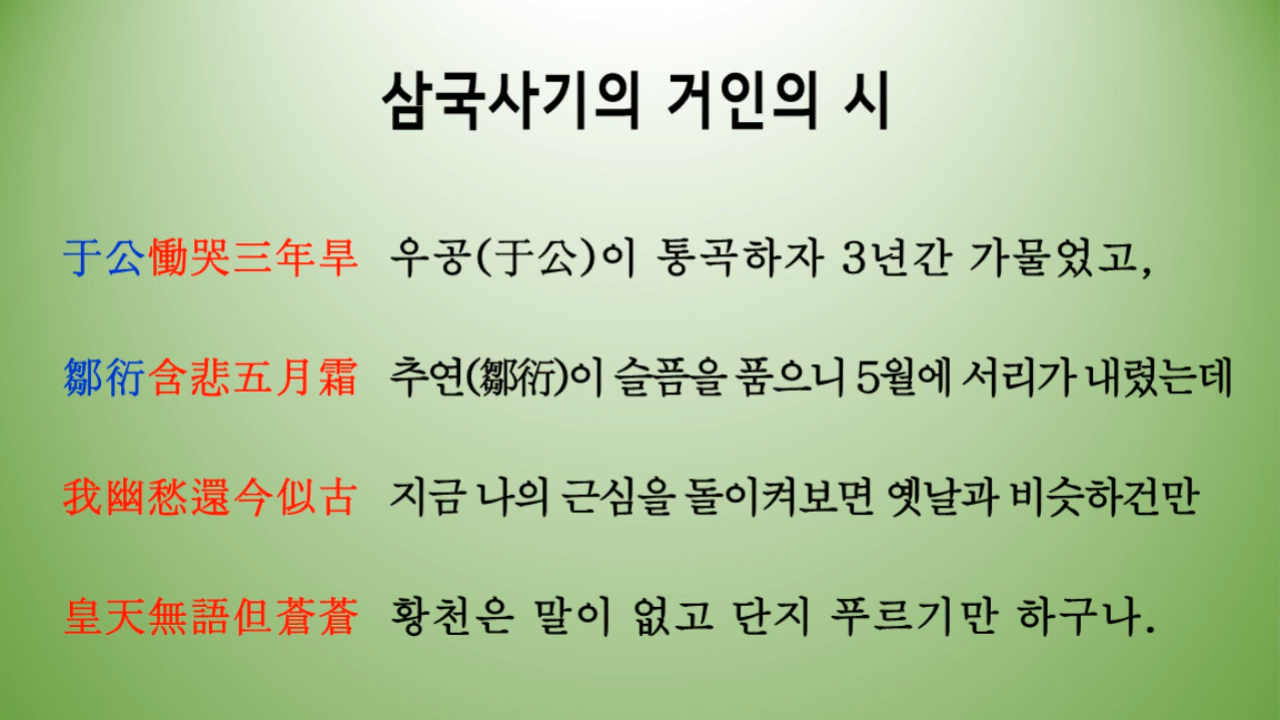 삼국사기의 거인의 시
于公慟哭三年旱 우공(于公)이 통곡하자 3년간 가물었고,
鄒衍含悲五月霜 추연(鄒衍)이 슬픔을 품으니 5월에 서리가 내렸는데
我幽愁還今似古 지금 나의 근심을 돌이켜보면 옛날과 비슷하건만
皇天無語但蒼蒼 황천은 말이 없고 단지 푸르기만 하구나.